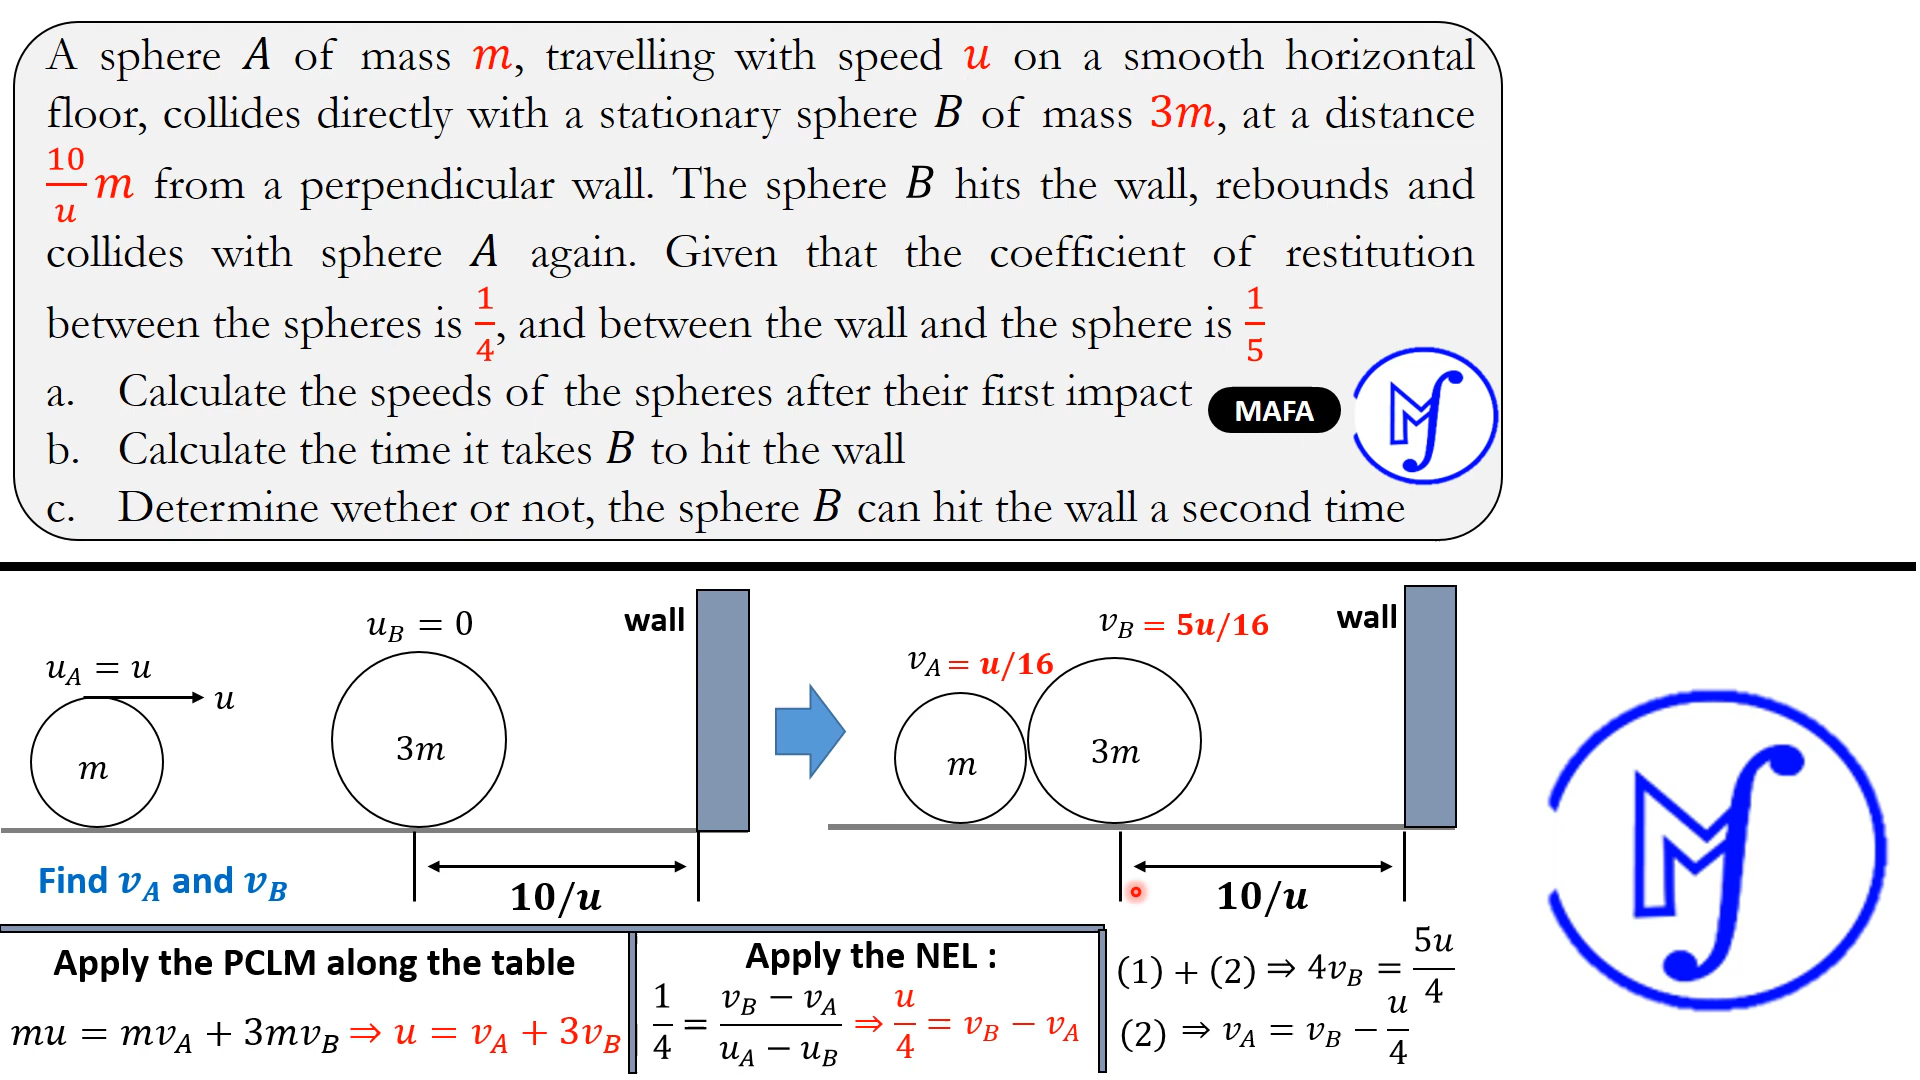 A sphere A of mass m, travelling with speed u on a smooth horizontal
floor, collides directly with a stationary sphere B of mass 3m, at a distance
10/u m from a perpendicular wall. The sphere B hits the wall, rebounds and
collides with sphere A again. Given that the coefficient of restitution
between the spheres is 1/4, and between the wall and the sphere is 1/5
a. Calculate the speeds of the spheres after their first impact
MAFA
b. Calculate the time it takes B to hit the wall
c. Determine wether or not, the sphere B can hit the wall a second time
u_A = u
u
m
u_B = 0
3m
wall
10/u
v_A = u/16
m
v_B = 5u/16
3m
wall
10/u
Find v_A and v_B
Apply the PCLM along the table
mu = mv_A + 3mv_B ⇒ u = v_A + 3v_B
Apply the NEL :
1/4 = (v_B − v_A)/(u_A − u_B) ⇒ u/4 = v_B − v_A
(1) + (2) ⇒ 4v_B = 5u/4
(2) ⇒ v_A = v_B − u/4